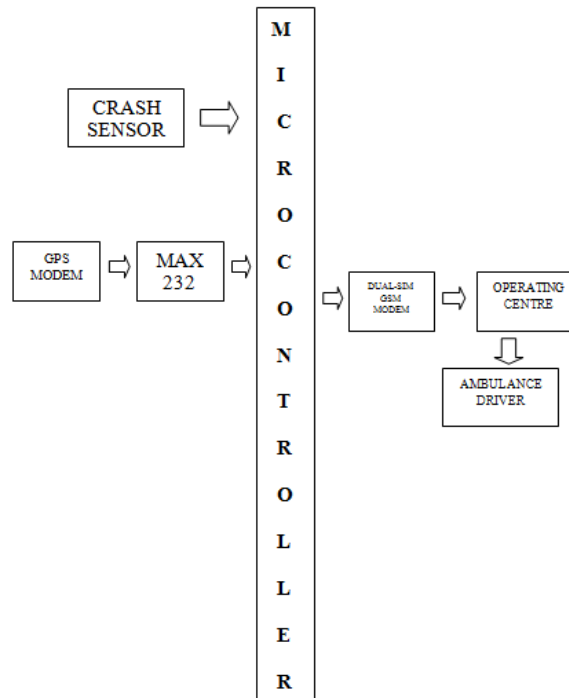 CRASH
SENSOR
GPS
MODEM
MAX
232
M
I
C
R
O
C
O
N
T
R
O
L
L
E
R
DUAL-SIM
GSM
MODEM
OPERATING
CENTRE
AMBULANCE
DRIVER